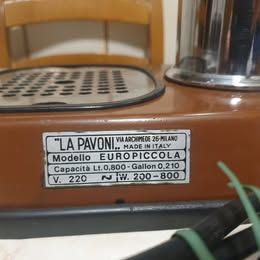 "LA PAVONI„ VIA ARCHIMEDE 26-MILANO
MADE IN ITALY
Modello EUROPICCOLA
Capacità Lt.0,800-Gallon 0,210
V. 220 ~ W. 200-800